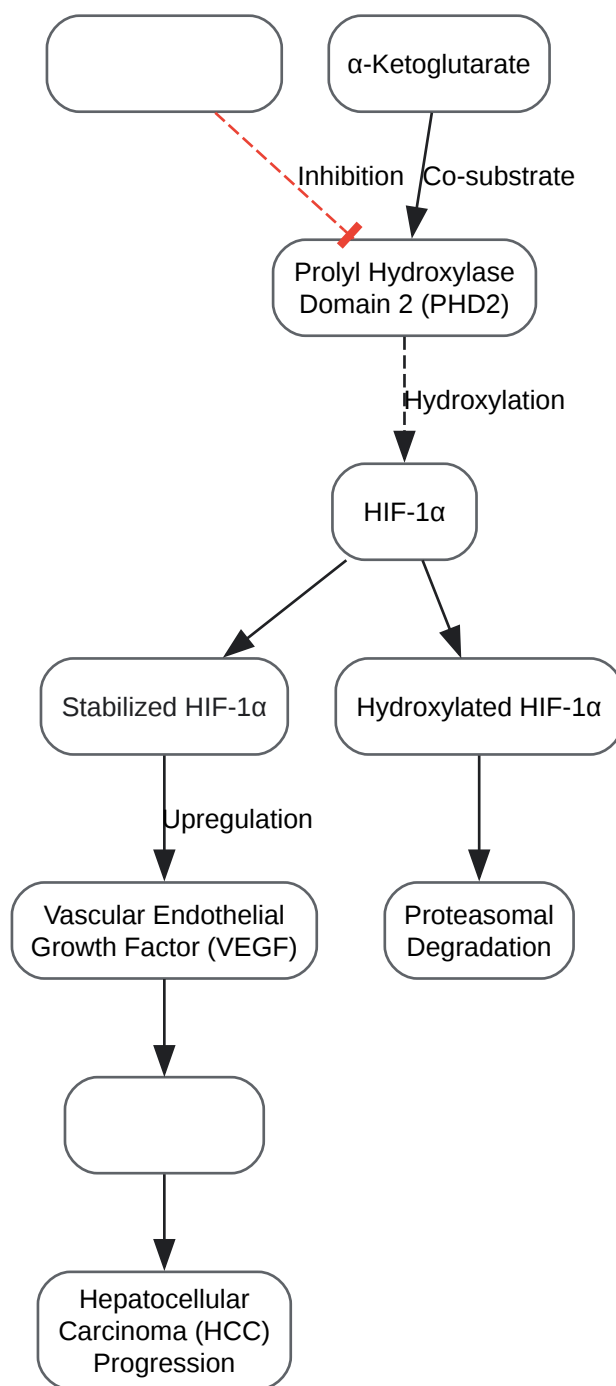 α-Ketoglutarate
Inhibition
Co-substrate
Prolyl Hydroxylase
Domain 2 (PHD2)
Hydroxylation
HIF-1α
Stabilized HIF-1α
Hydroxylated HIF-1α
Upregulation
Vascular Endothelial
Growth Factor (VEGF)
Proteasomal
Degradation
Hepatocellular
Carcinoma (HCC)
Progression